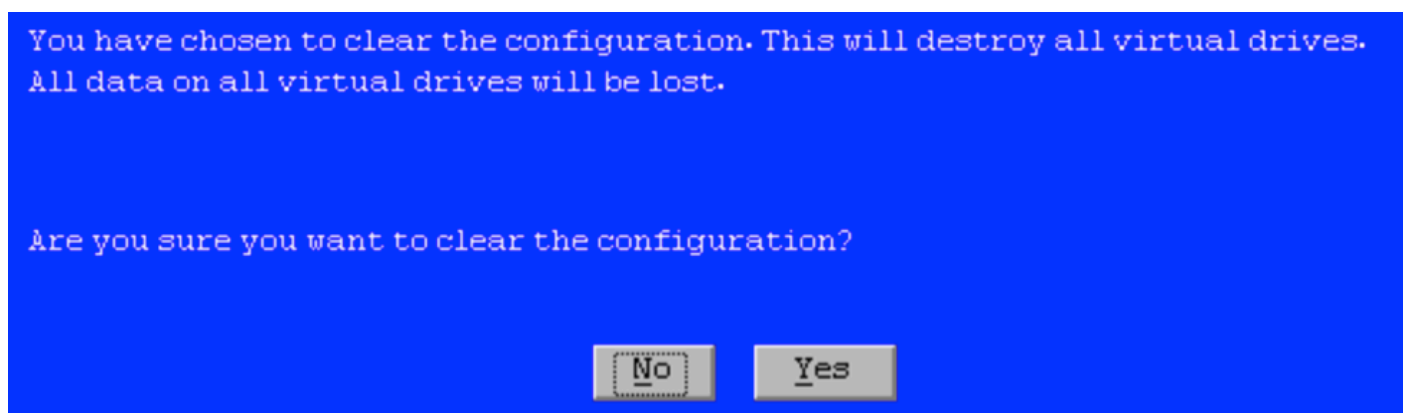 You have chosen to clear the configuration. This will destroy all virtual drives.
All data on all virtual drives will be lost.
Are you sure you want to clear the configuration?
No Yes